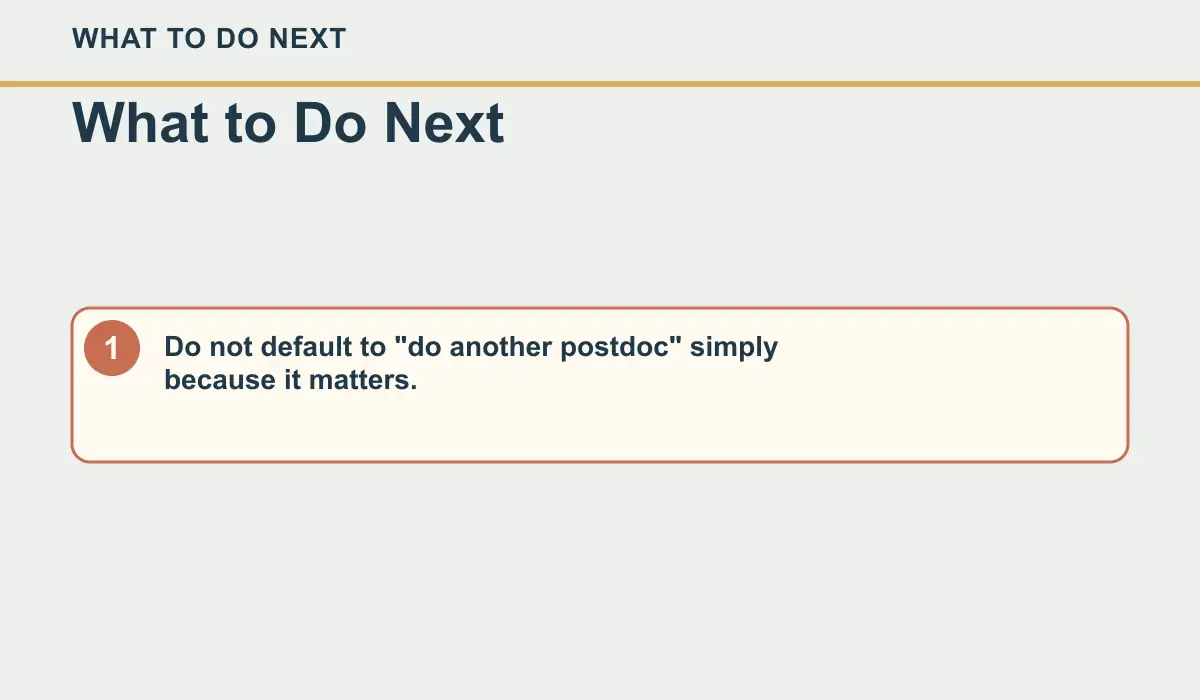 WHAT TO DO NEXT
What to Do Next
1
Do not default to "do another postdoc" simply
because it matters.